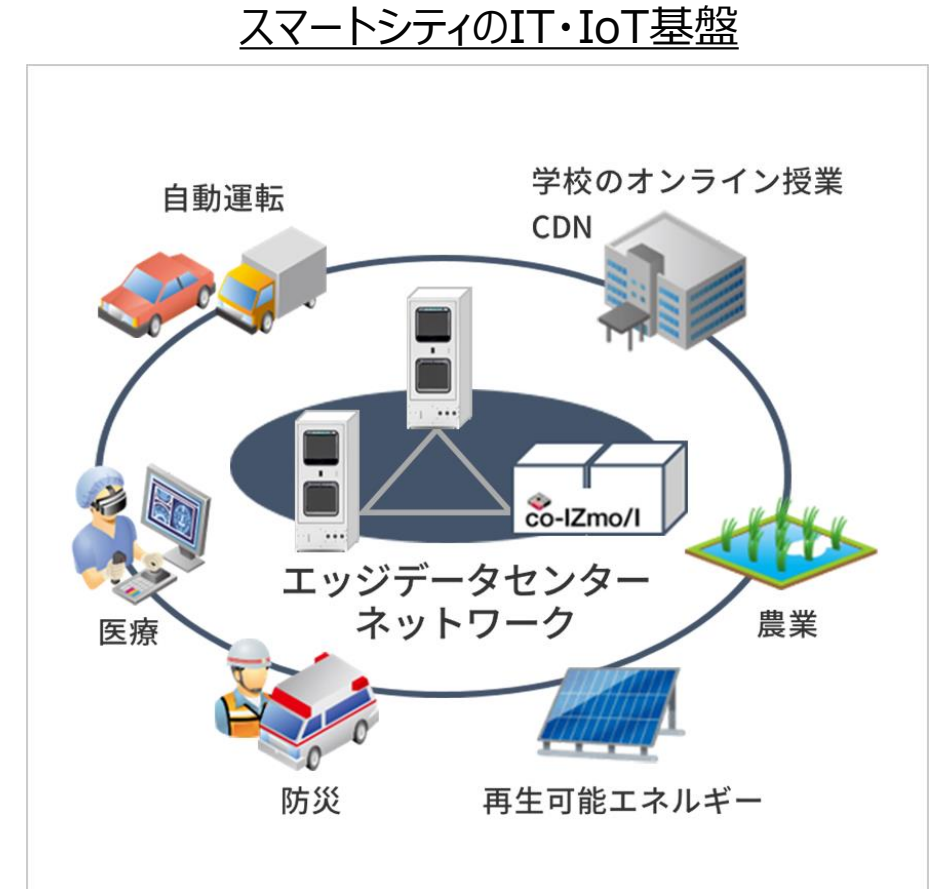 スマートシティのIT・IoT基盤
自動運転
学校のオンライン授業
CDN
co-IZmo/I
エッジデータセンター
ネットワーク
医療
農業
防災
再生可能エネルギー